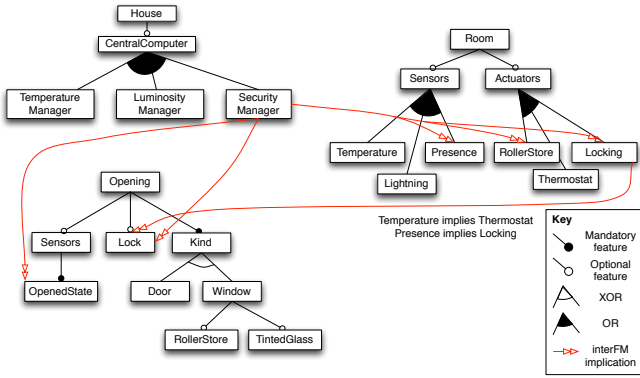 House
CentralComputer
Temperature
Manager
Luminosity
Manager
Security
Manager
Room
Sensors
Actuators
Temperature
Presence
RollerStore
Locking
Lightning
Thermostat
Opening
Sensors
Lock
Kind
OpenedState
Door
Window
RollerStore
TintedGlass
Temperature implies Thermostat
Presence implies Locking
Key
Mandatory
feature
Optional
feature
XOR
OR
interFM
implication